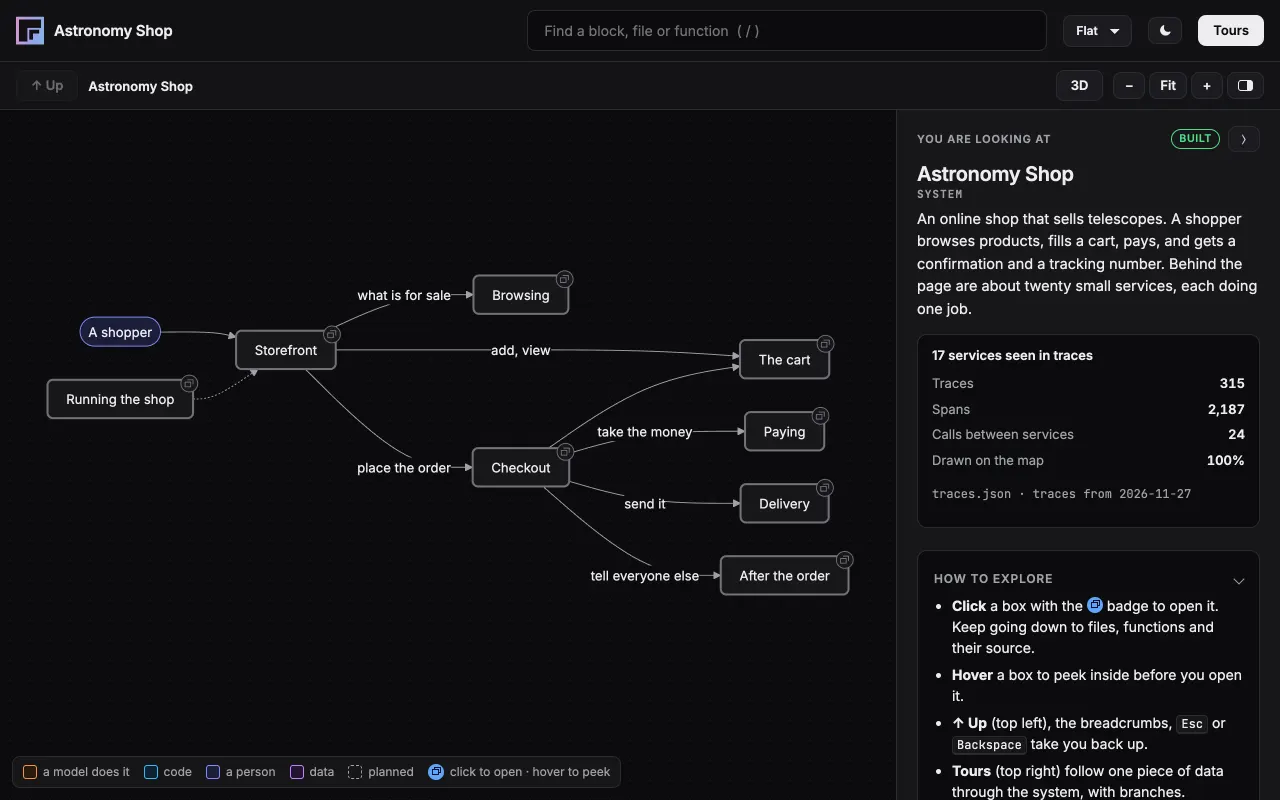 Astronomy Shop
Find a block, file or function ( / )
Flat
Tours
↑ Up
Astronomy Shop
3D
−
Fit
+
A shopper
Running the shop
Storefront
what is for sale
Browsing
add, view
The cart
take the money
Paying
place the order
Checkout
send it
Delivery
tell everyone else
After the order
a model does it
code
a person
data
planned
click to open · hover to peek
YOU ARE LOOKING AT
BUILT
Astronomy Shop
SYSTEM
An online shop that sells telescopes. A shopper
browses products, fills a cart, pays, and gets a
confirmation and a tracking number. Behind the
page are about twenty small services, each doing
one job.
17 services seen in traces
Traces 315
Spans 2,187
Calls between services 24
Drawn on the map 100%
traces.json · traces from 2026-11-27
HOW TO EXPLORE
• Click a box with the badge to open it.
Keep going down to files, functions and
their source.
• Hover a box to peek inside before you open
it.
• ↑ Up (top left), the breadcrumbs, Esc or
Backspace take you back up.
• Tours (top right) follow one piece of data
through the system, with branches.